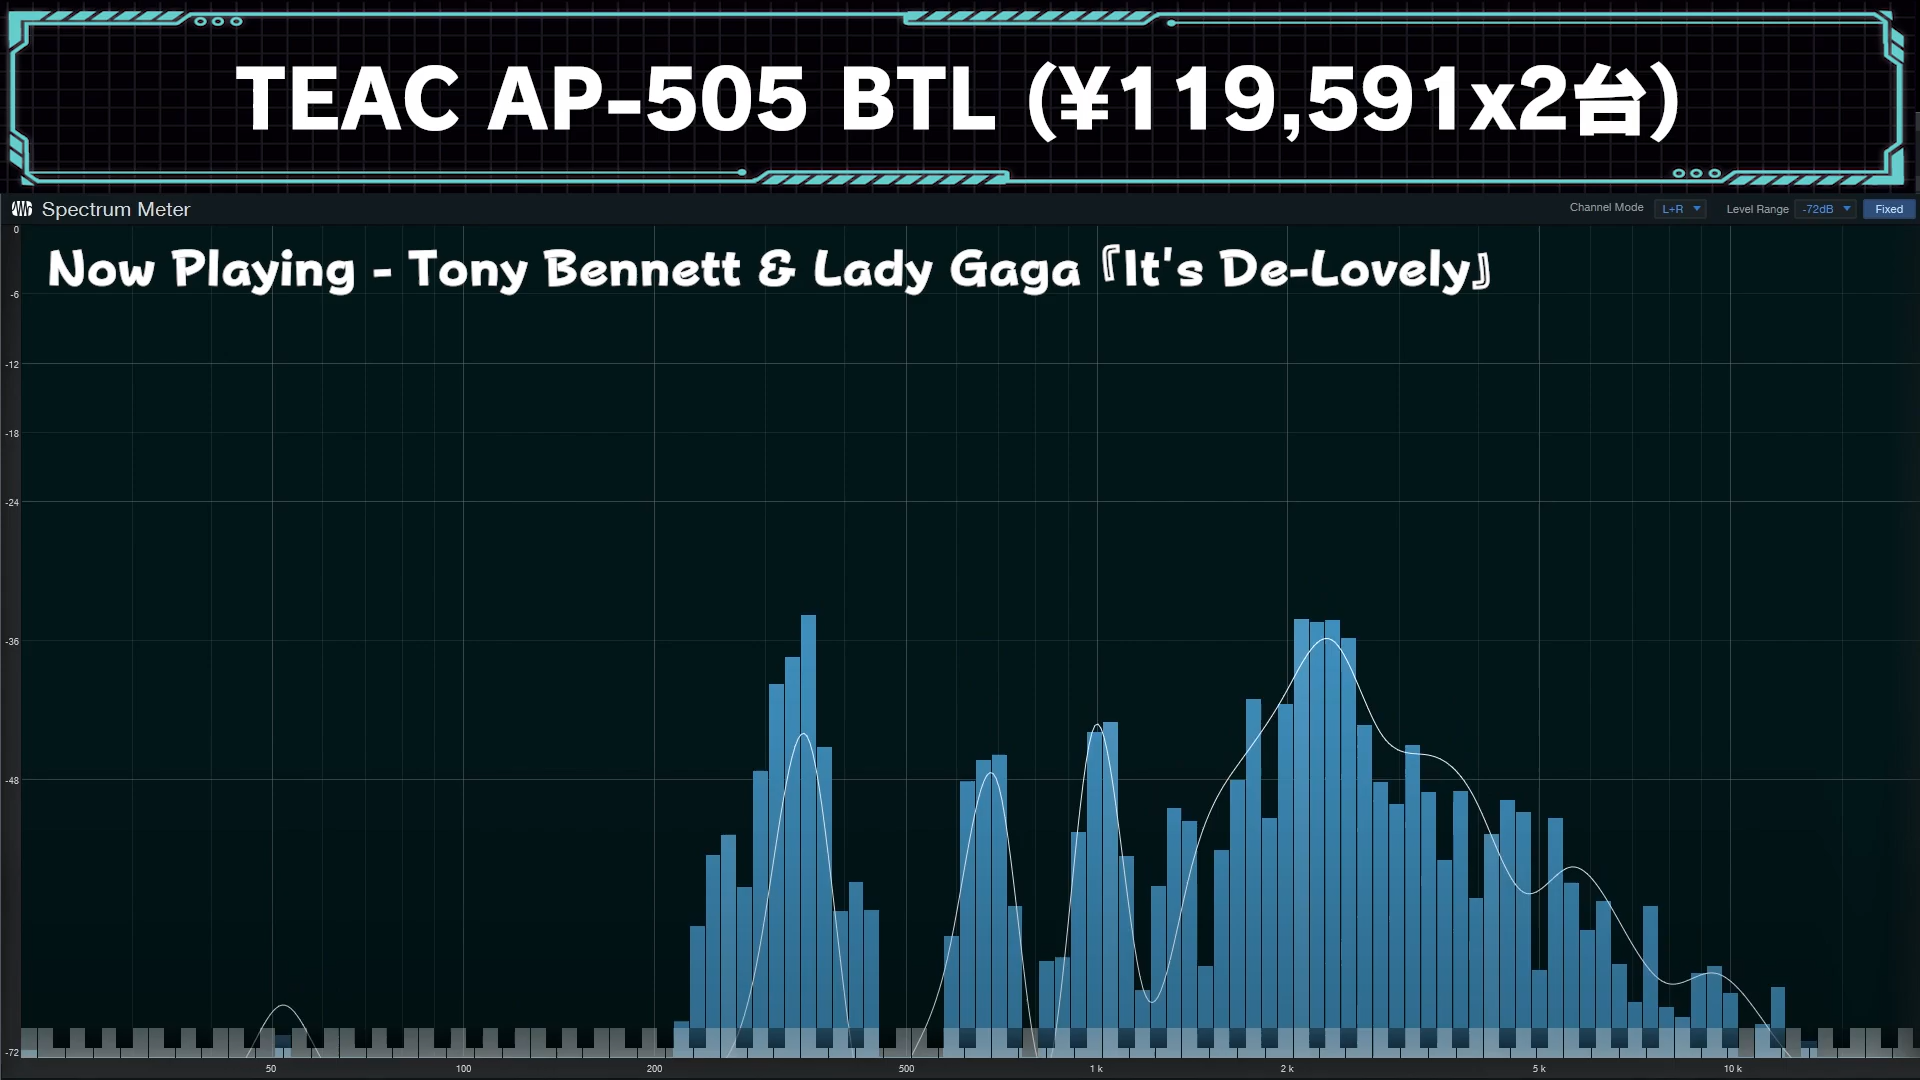 TEAC AP-505 BTL (¥119,591x2台)
Spectrum Meter
Channel Mode L+R Level Range -72dB Fixed
Now Playing - Tony Bennett & Lady Gaga『It's De-Lovely』
0
-6
-12
-18
-24
-36
-48
-72
50 100 200 500 1 k 2 k 5 k 10 k